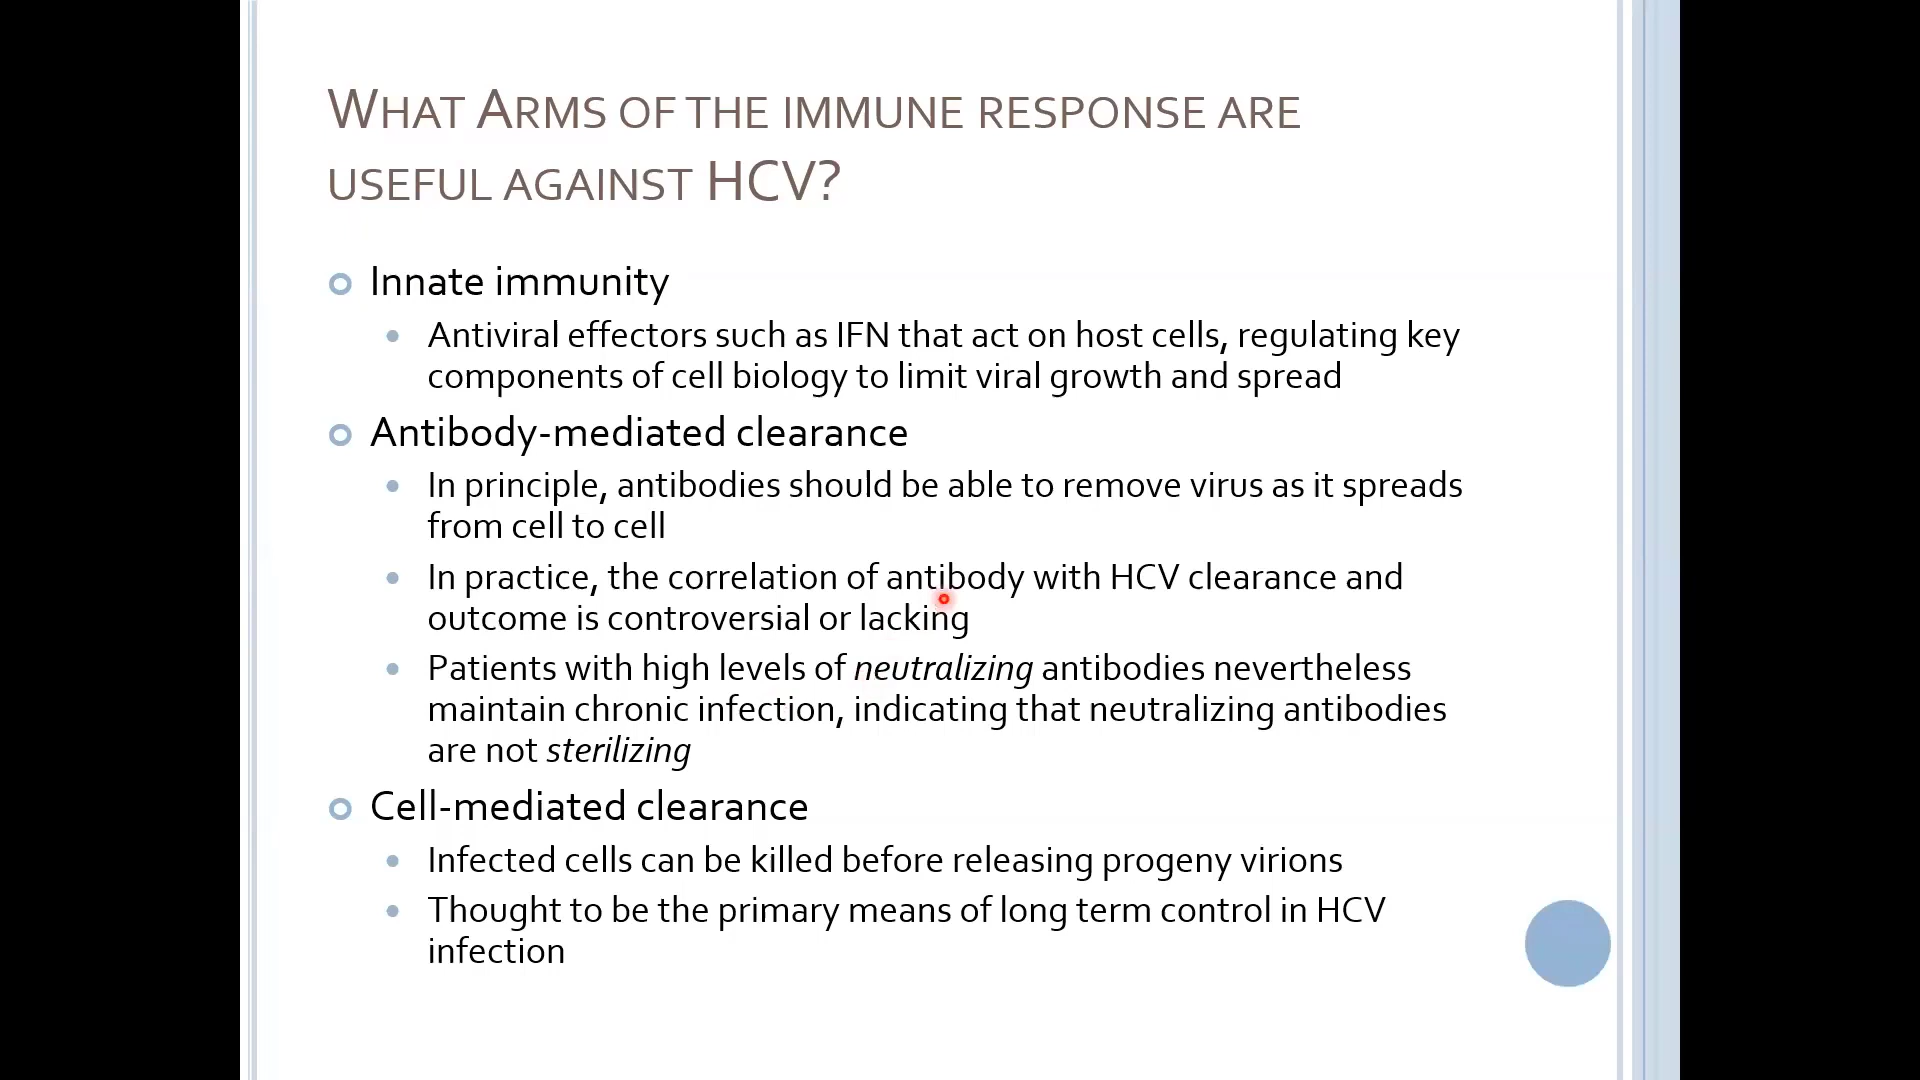 What Arms of the immune response are
useful against HCV?
Innate immunity
Antiviral effectors such as IFN that act on host cells, regulating key
components of cell biology to limit viral growth and spread
Antibody-mediated clearance
In principle, antibodies should be able to remove virus as it spreads
from cell to cell
In practice, the correlation of antibody with HCV clearance and
outcome is controversial or lacking
Patients with high levels of neutralizing antibodies nevertheless
maintain chronic infection, indicating that neutralizing antibodies
are not sterilizing
Cell-mediated clearance
Infected cells can be killed before releasing progeny virions
Thought to be the primary means of long term control in HCV
infection